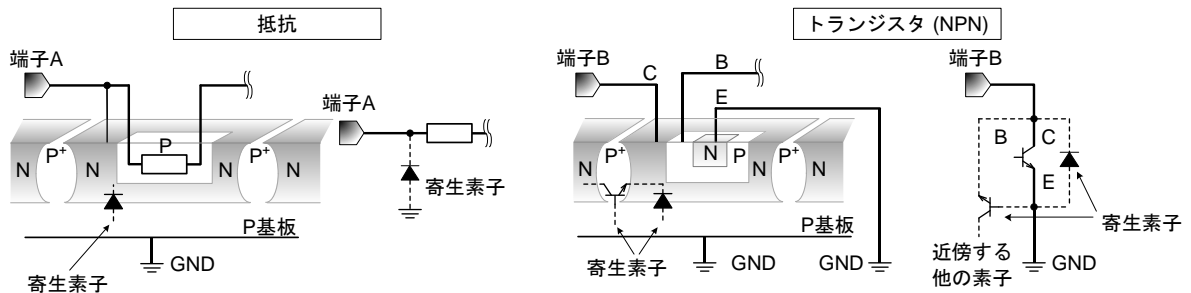 抵抗
端子A
P
N
P+
N
P+
N
N
P基板
寄生素子
GND
端子A
寄生素子
トランジスタ (NPN)
端子B
C
B
E
N
P+
N
N
P
P+
N
N
P基板
寄生素子
GND
GND
端子B
B
C
E
寄生素子
近傍する
他の素子
GND